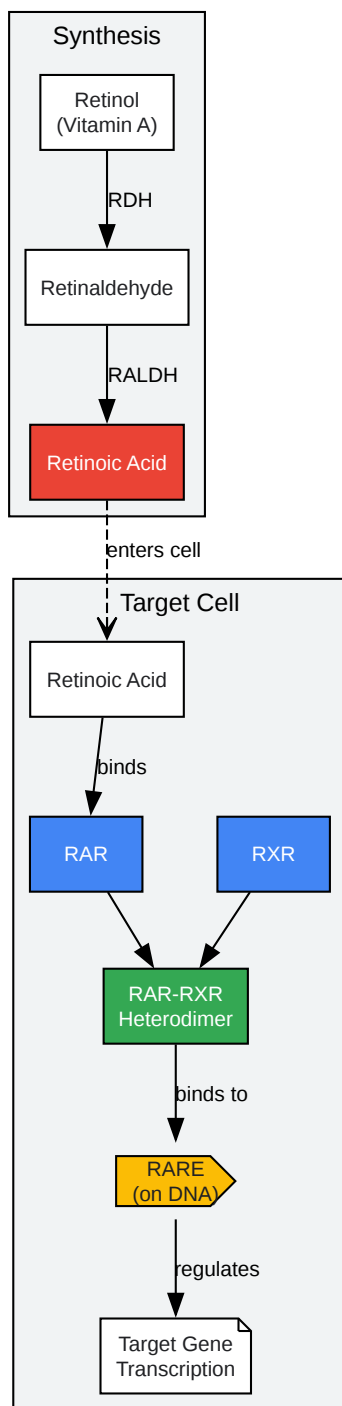 Synthesis
Retinol
(Vitamin A)
RDH
Retinaldehyde
RALDH
Retinoic Acid
enters cell
Target Cell
Retinoic Acid
binds
RAR
RXR
RAR-RXR
Heterodimer
binds to
RARE
(on DNA)
regulates
Target Gene
Transcription